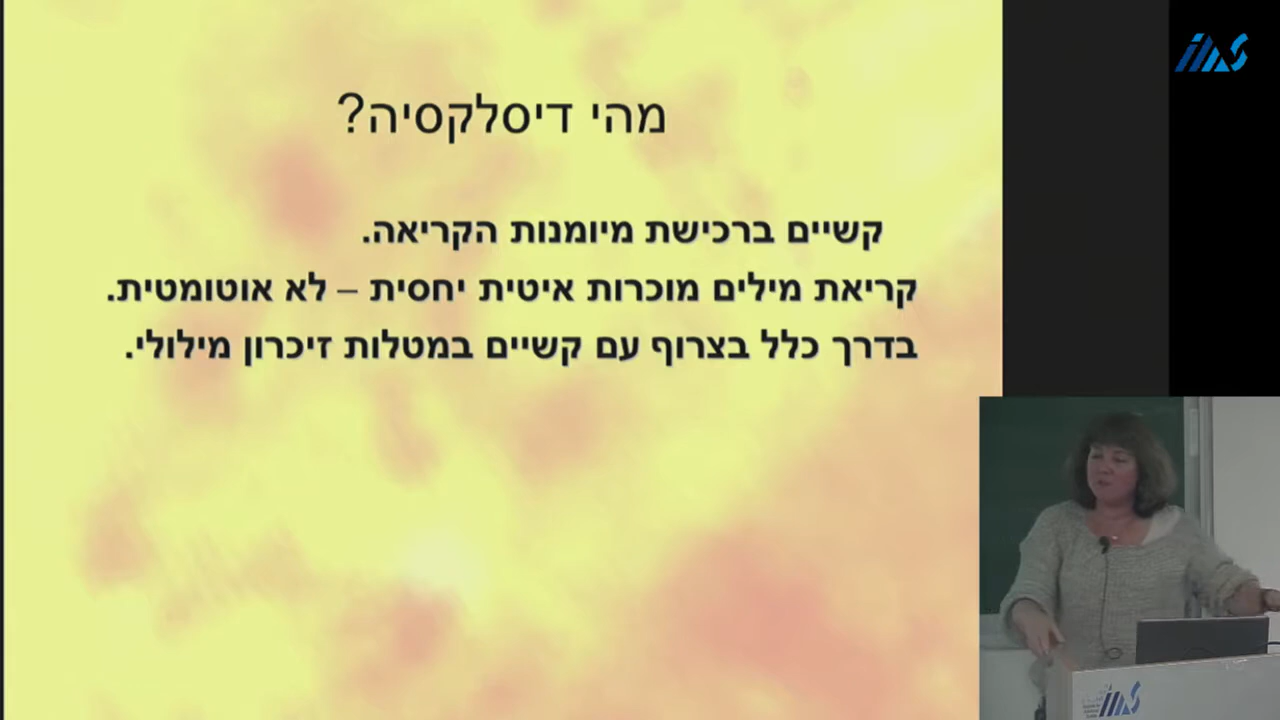 מהי דיסלקסיה?
קשיים ברכישת מיומנות הקריאה.
קריאת מילים מוכרות איטית יחסית – לא אוטומטית.
בדרך כלל בצרוף עם קשיים במטלות זיכרון מילולי.